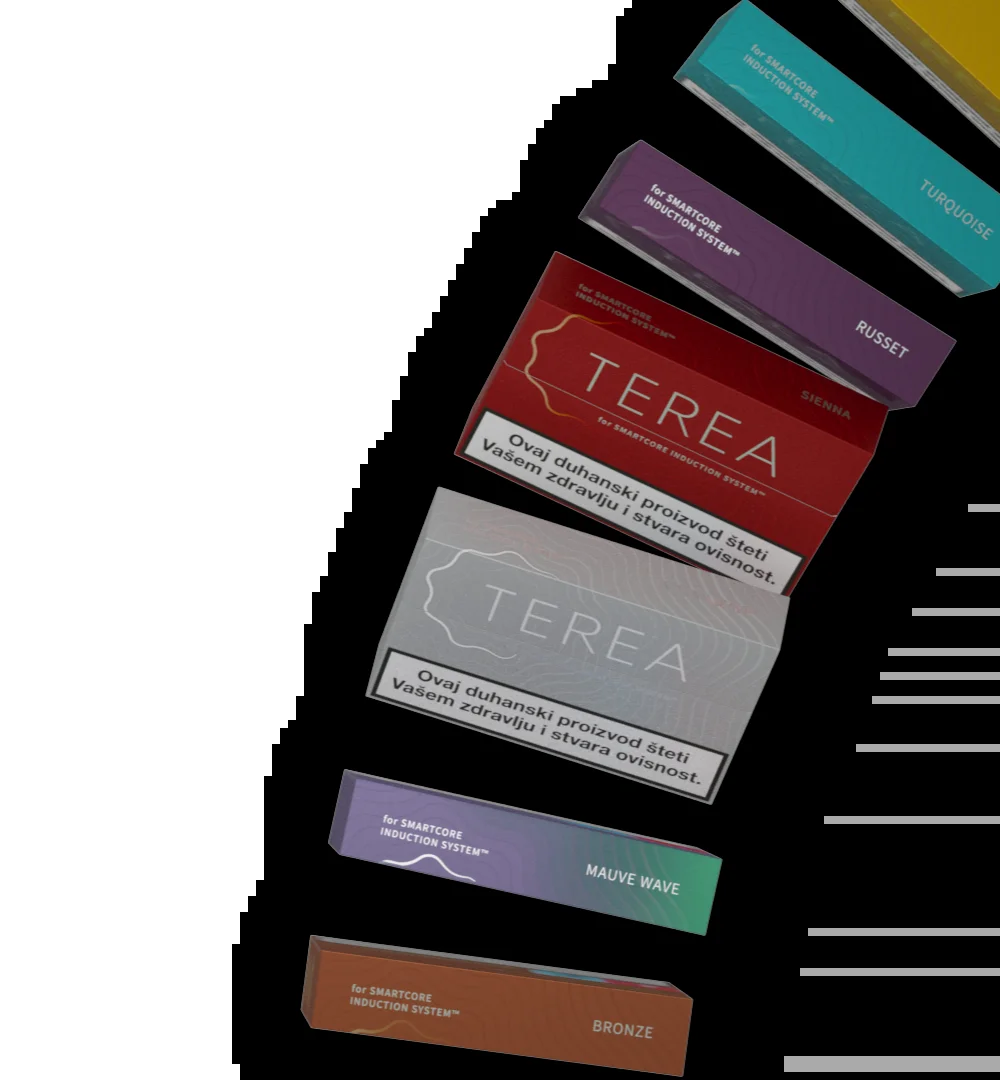 for SMARTCORE
INDUCTION SYSTEM™
TURQUOISE
for SMARTCORE
INDUCTION SYSTEM™
RUSSET
for SMARTCORE
INDUCTION SYSTEM™
SIENNA
TEREA
for SMARTCORE INDUCTION SYSTEM™
Ovaj duhanski proizvod šteti
Vašem zdravlju i stvara ovisnost.
TEREA
Ovaj duhanski proizvod šteti
Vašem zdravlju i stvara ovisnost.
for SMARTCORE
INDUCTION SYSTEM™
MAUVE WAVE
for SMARTCORE
INDUCTION SYSTEM™
BRONZE